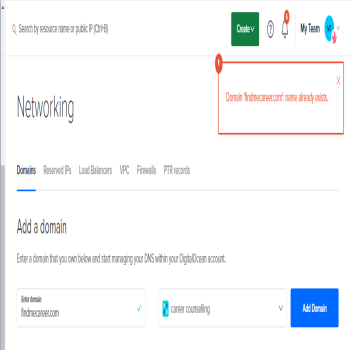 Search by resource name or public IP (Ctrl+B)
Create
?
My Team
Domain 'findmecareer.com': name already exists.
X
Networking
Domains Reserved IPs Load Balancers VPC Firewalls PTR records
Add a domain
Enter a domain that you own below and start managing your DNS within your DigitalOcean account.
Enter domain
findmecareer.com
career counselling
Add Domain